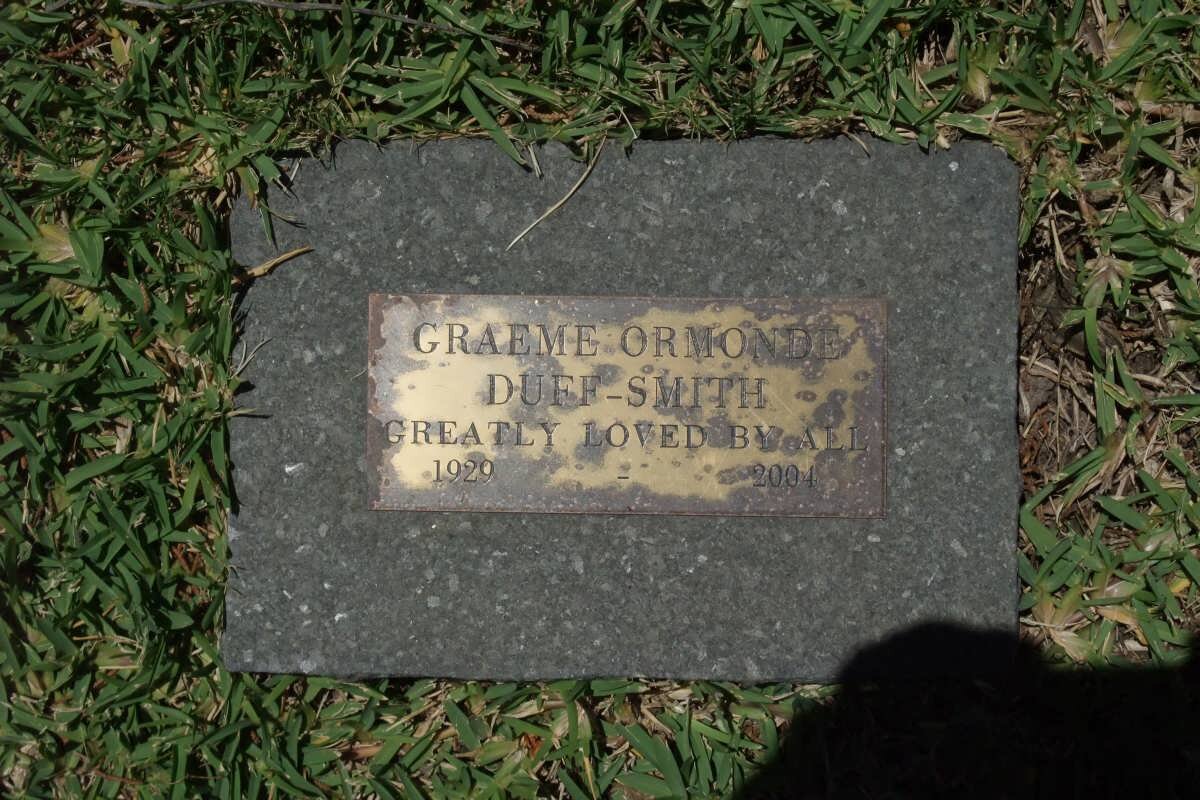 GRAEME ORMONDE
DUFF-SMITH
GREATLY LOVED BY ALL
1929 - 2004